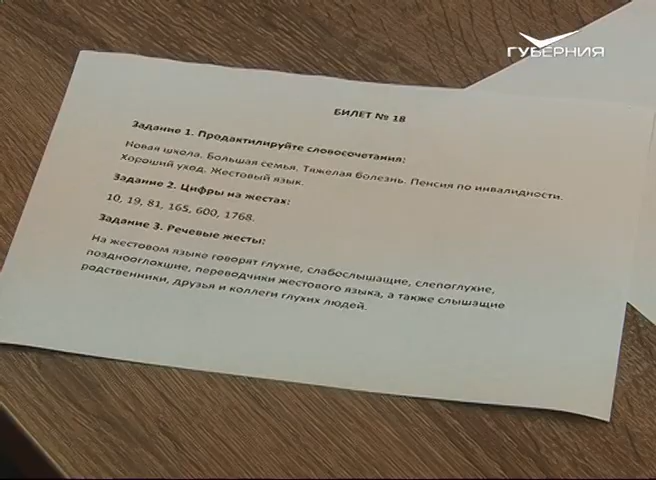 ГУБЕРНИЯ
БИЛЕТ № 18
Задание 1. Продактилируйте словосочетания:
Новая школа. Большая семья. Тяжелая болезнь. Пенсия по инвалидности.
Хороший уход. Жестовый язык.
Задание 2. Цифры на жестах:
10, 19, 81, 165, 600, 1768.
Задание 3. Речевые жесты:
На жестовом языке говорят глухие, слабослышащие, слепоглухие,
позднооглохшие, переводчики жестового языка, а также слышащие
родственники, друзья и коллеги глухих людей.